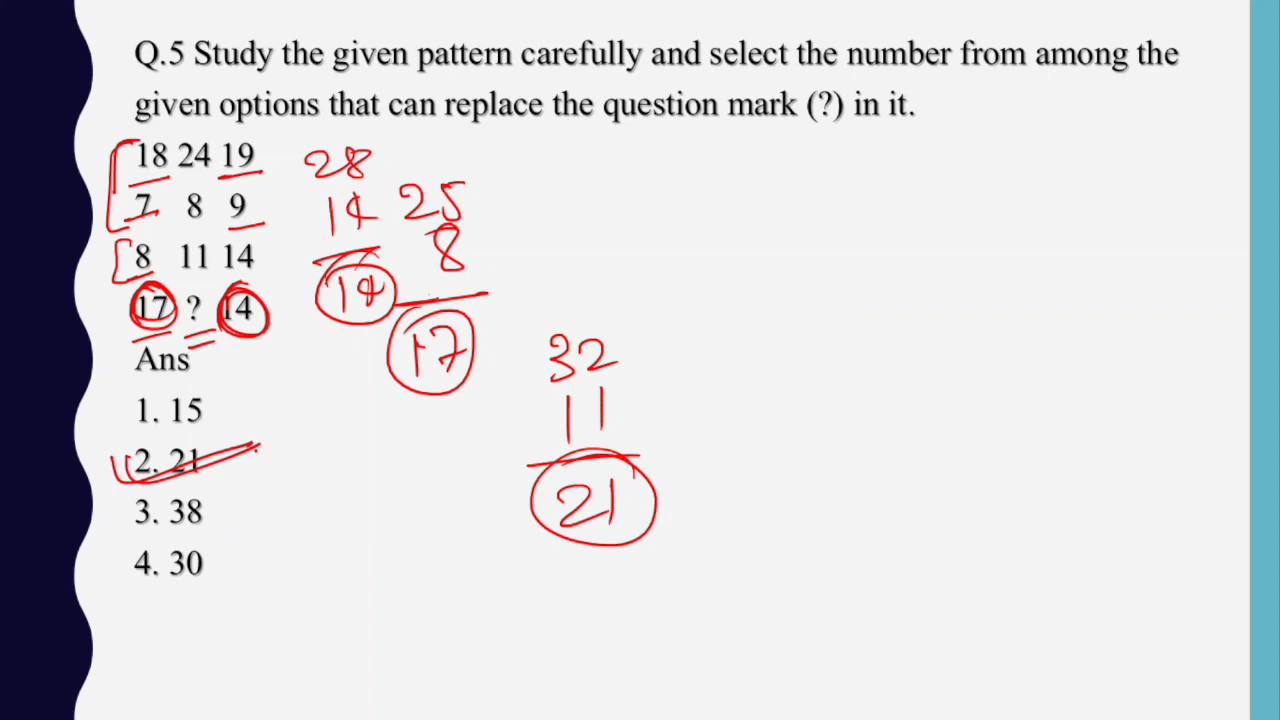 Q.5 Study the given pattern carefully and select the number from among the
given options that can replace the question mark (?) in it.
18 24 19
7 8 9
8 11 14
17 ? 14
Ans
1. 15
2. 21
3. 38
4. 30
28
14
14
25
8
17
32
11
21